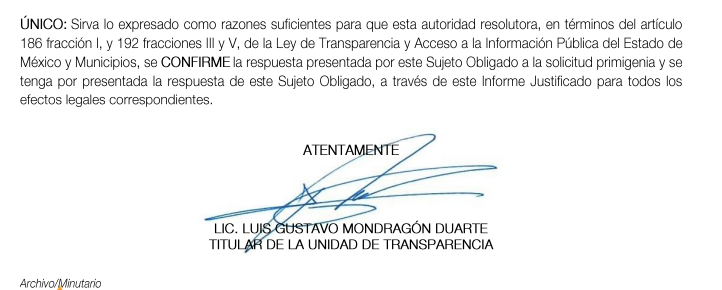 ÚNICO: Sirva lo expresado como razones suficientes para que esta autoridad resolutora, en términos del artículo
186 fracción I, y 192 fracciones III y V, de la Ley de Transparencia y Acceso a la Información Pública del Estado de
México y Municipios, se CONFIRME la respuesta presentada por este Sujeto Obligado a la solicitud primigenia y se
tenga por presentada la respuesta de este Sujeto Obligado, a través de este Informe Justificado para todos los
efectos legales correspondientes.
ATENTAMENTE
LIC. LUIS GUSTAVO MONDRAGÓN DUARTE
TITULAR DE LA UNIDAD DE TRANSPARENCIA
Archivo/Minutario